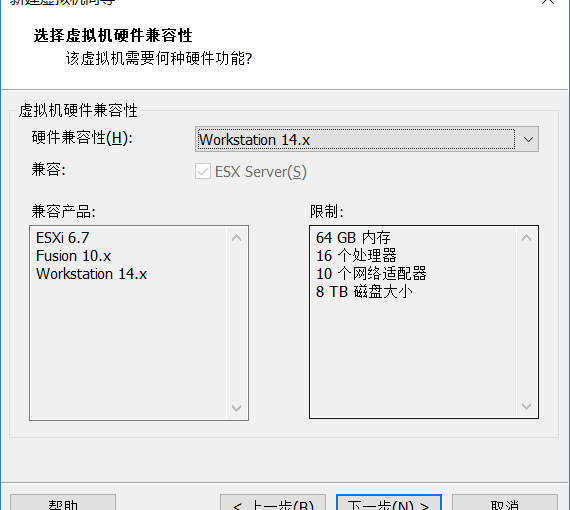 新建虚拟机向导
选择虚拟机硬件兼容性
该虚拟机需要何种硬件功能?
虚拟机硬件兼容性
硬件兼容性(H):
Workstation 14.x
兼容:
ESX Server(S)
兼容产品:
ESXi 6.7
Fusion 10.x
Workstation 14.x
限制:
64 GB 内存
16 个处理器
10 个网络适配器
8 TB 磁盘大小
帮助
< 上一步(B)
下一步(N) >
取消